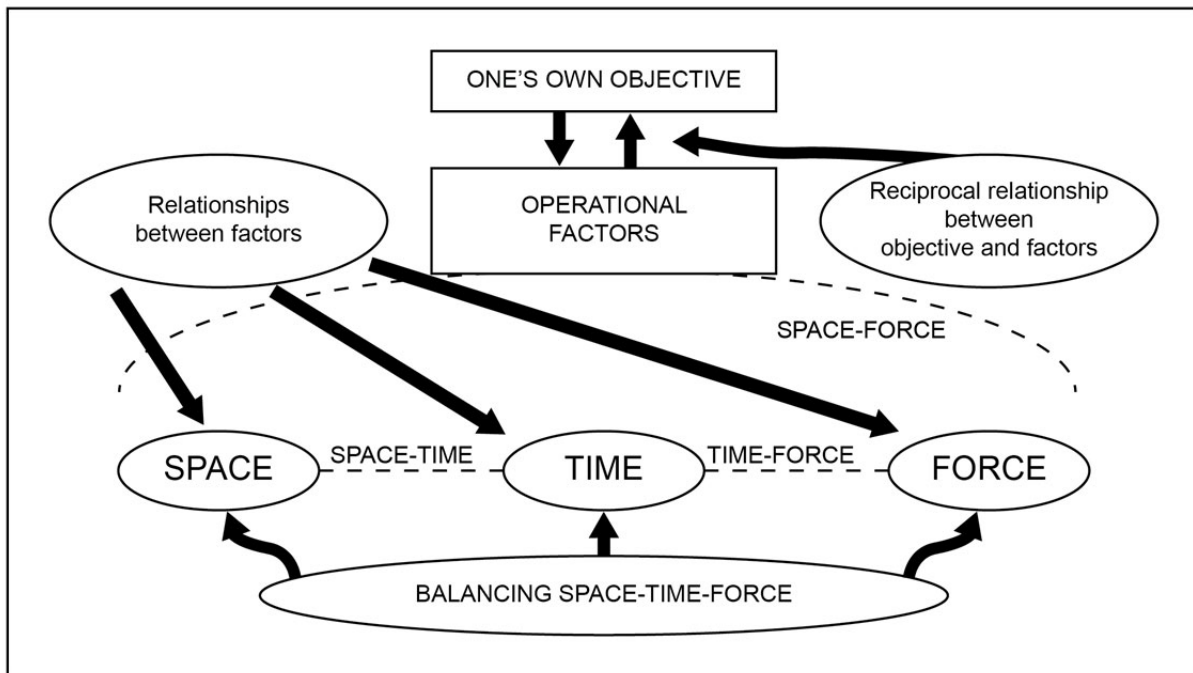 ONE'S OWN OBJECTIVE
Relationships
between factors
OPERATIONAL
FACTORS
Reciprocal relationship
between
objective and factors
SPACE-FORCE
SPACE
SPACE-TIME
TIME
TIME-FORCE
FORCE
BALANCING SPACE-TIME-FORCE